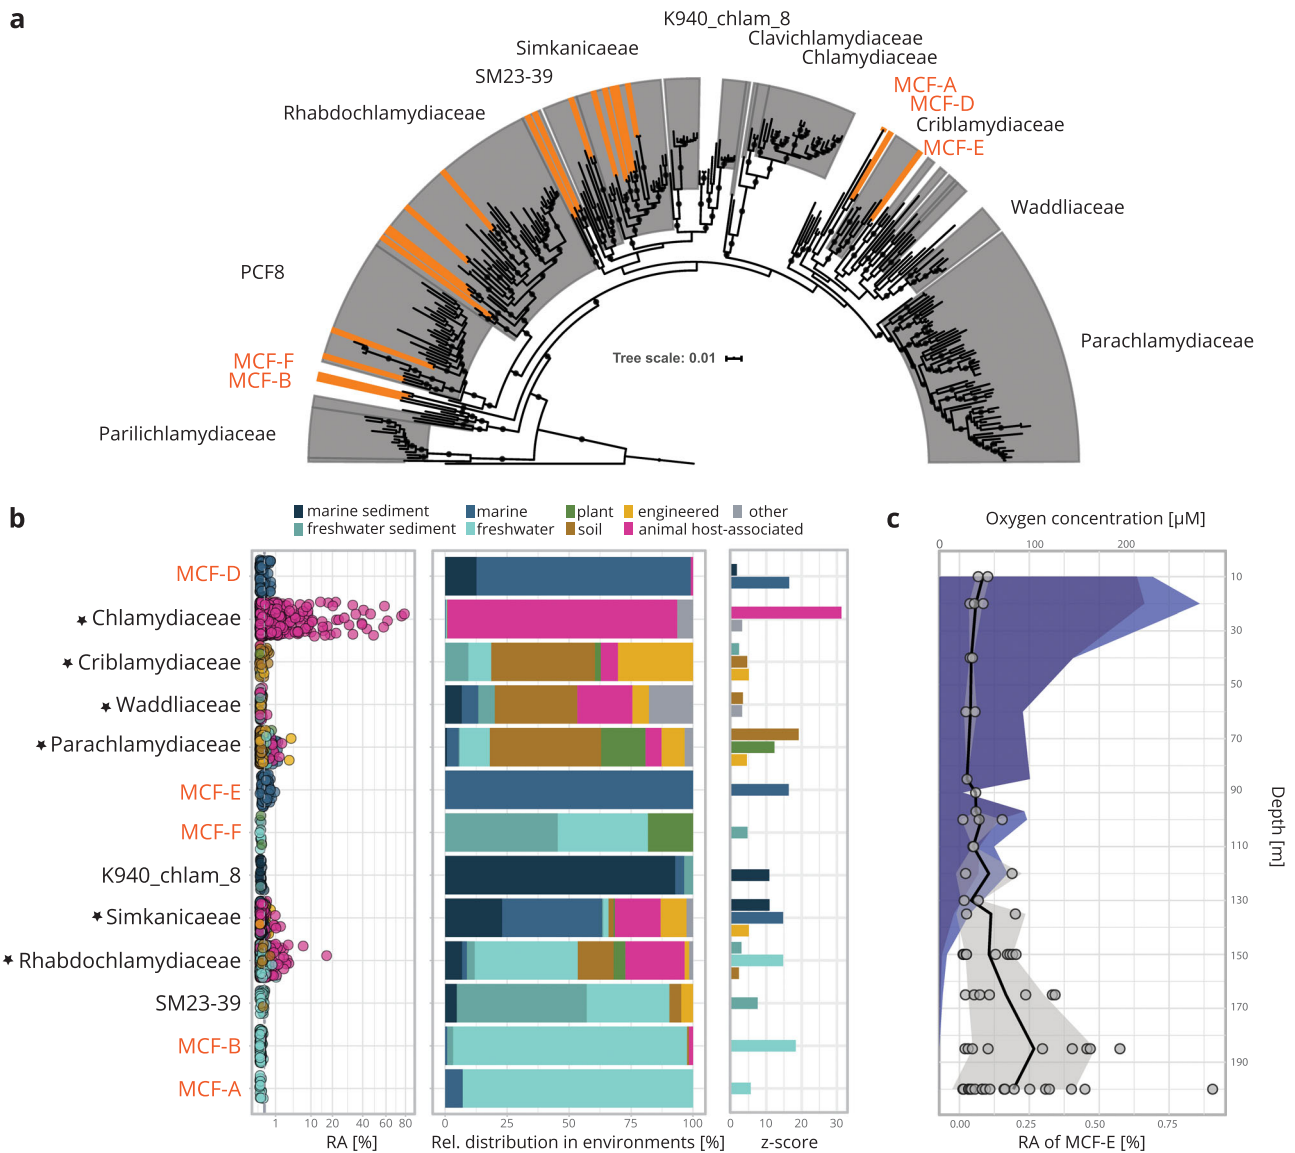 a
K940_chlam_8
Clavichlamydiaceae
Simkanicaeae
Chlamydiaceae
SM23-39
MCF-A
Rhabdochlamydiaceae
MCF-D
Criblamydiaceae
MCF-E
Waddliaceae
PCF8
Parachlamydiaceae
Tree scale: 0.01
MCF-F
MCF-B
Parilichlamydiaceae
b
marine sediment
marine
plant
engineered
other
freshwater sediment
freshwater
soil
animal host-associated
MCF-D
★ Chlamydiaceae
★ Criblamydiaceae
★ Waddliaceae
★ Parachlamydiaceae
MCF-E
MCF-F
K940_chlam_8
★ Simkanicaeae
★ Rhabdochlamydiaceae
SM23-39
MCF-B
MCF-A
1 10 20 40 60 80
RA [%]
0 25 50 75 100
Rel. distribution in environments [%]
0 10 20 30
z-score
c
Oxygen concentration [µM]
0 100 200
10
30
50
70
90
110
130
150
170
190
Depth [m]
0.00 0.25 0.50 0.75
RA of MCF-E [%]